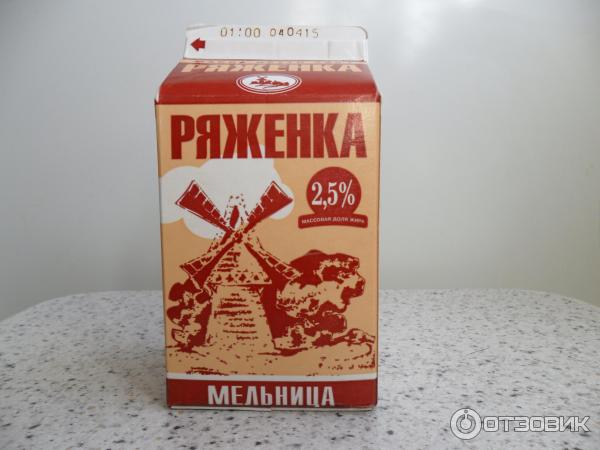 01:00 040415
РЯЖЕНКА
РЯЖЕНКА
2,5%
МАССОВАЯ ДОЛЯ ЖИРА
МЕЛЬНИЦА
ОТЗОВИК